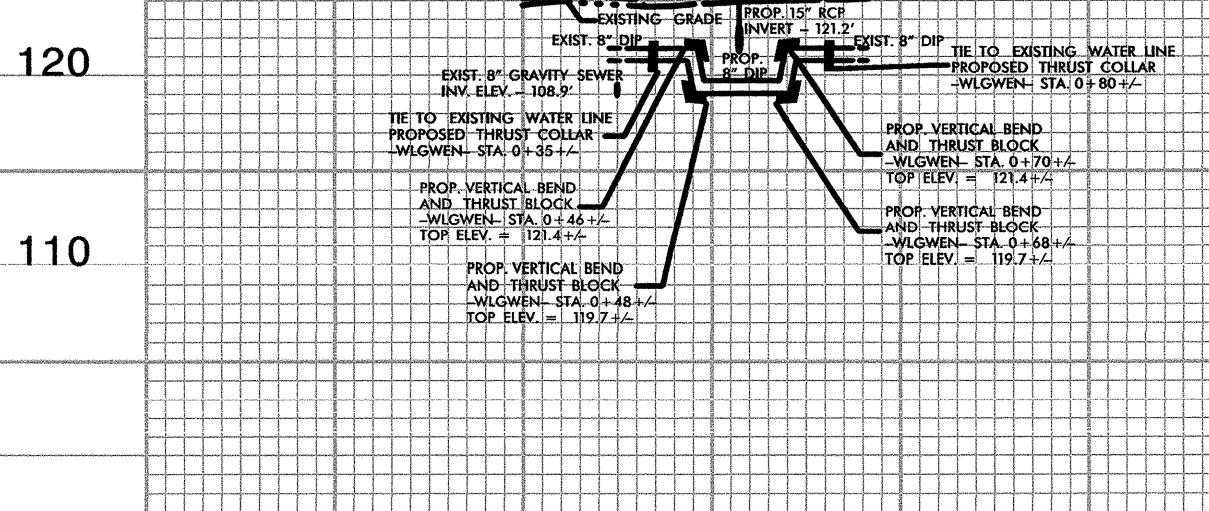 120
110
EXISTING GRADE
PROP. 15" RCP
INVERT – 121.2'
EXIST. 8" DIP
PROP.
8" DIP
EXIST. 8" DIP
TIE TO EXISTING WATER LINE
PROPOSED THRUST COLLAR
–WLGWEN– STA. 0+80+/–
EXIST. 8" GRAVITY SEWER
INV. ELEV. – 108.9'
TIE TO EXISTING WATER LINE
PROPOSED THRUST COLLAR
–WLGWEN– STA. 0+35+/–
PROP. VERTICAL BEND
AND THRUST BLOCK
–WLGWEN– STA. 0+70+/–
TOP ELEV. = 121.4+/–
PROP. VERTICAL BEND
AND THRUST BLOCK
–WLGWEN– STA. 0+46+/–
TOP ELEV. = 121.4+/–
PROP. VERTICAL BEND
AND THRUST BLOCK
–WLGWEN– STA. 0+68+/–
TOP ELEV. = 119.7+/–
PROP. VERTICAL BEND
AND THRUST BLOCK
–WLGWEN– STA. 0+48+/–
TOP ELEV. = 119.7+/–